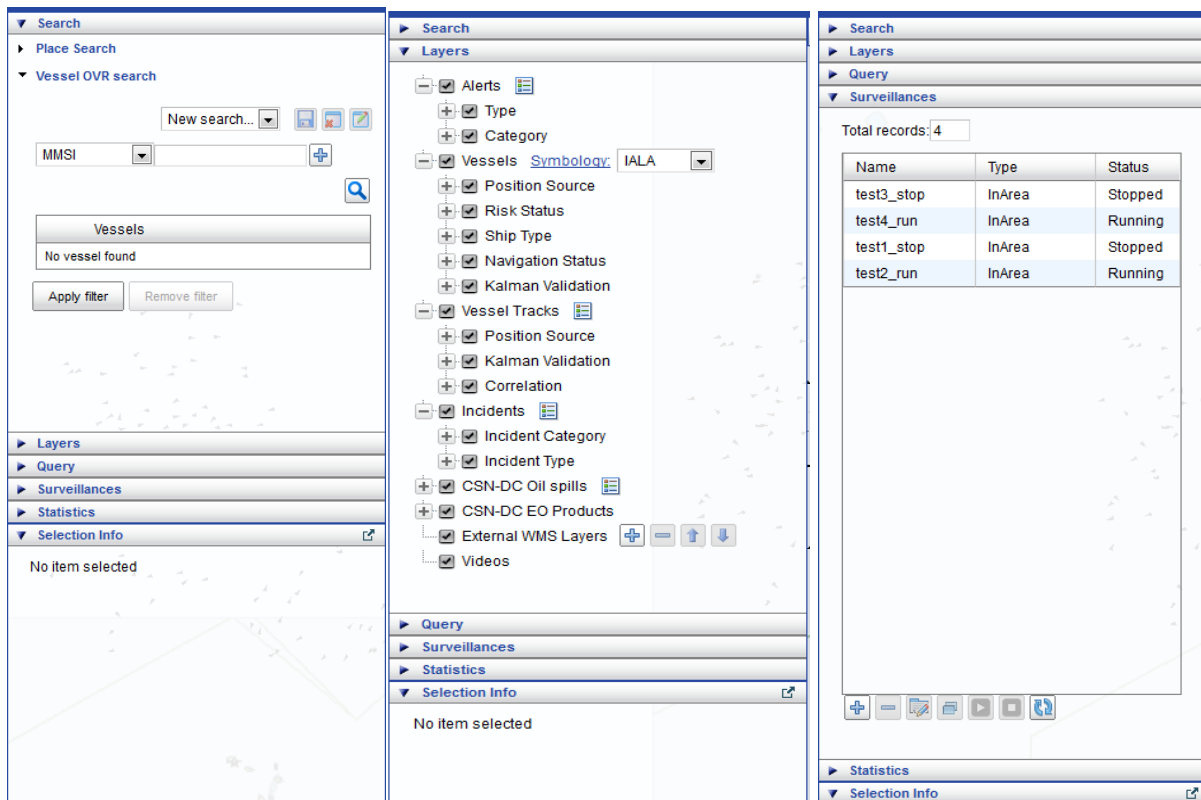 Search
Place Search
Vessel OVR search
New search...
MMSI
Vessels
No vessel found
Apply filter Remove filter
Layers
Query
Surveillances
Statistics
Selection Info
No item selected
Search
Layers
Alerts
Type
Category
Vessels Symbology: IALA
Position Source
Risk Status
Ship Type
Navigation Status
Kalman Validation
Vessel Tracks
Position Source
Kalman Validation
Correlation
Incidents
Incident Category
Incident Type
CSN-DC Oil spills
CSN-DC EO Products
External WMS Layers
Videos
Query
Surveillances
Statistics
Selection Info
No item selected
Search
Layers
Query
Surveillances
Total records: 4
Name Type Status
test3_stop InArea Stopped
test4_run InArea Running
test1_stop InArea Stopped
test2_run InArea Running
Statistics
Selection Info